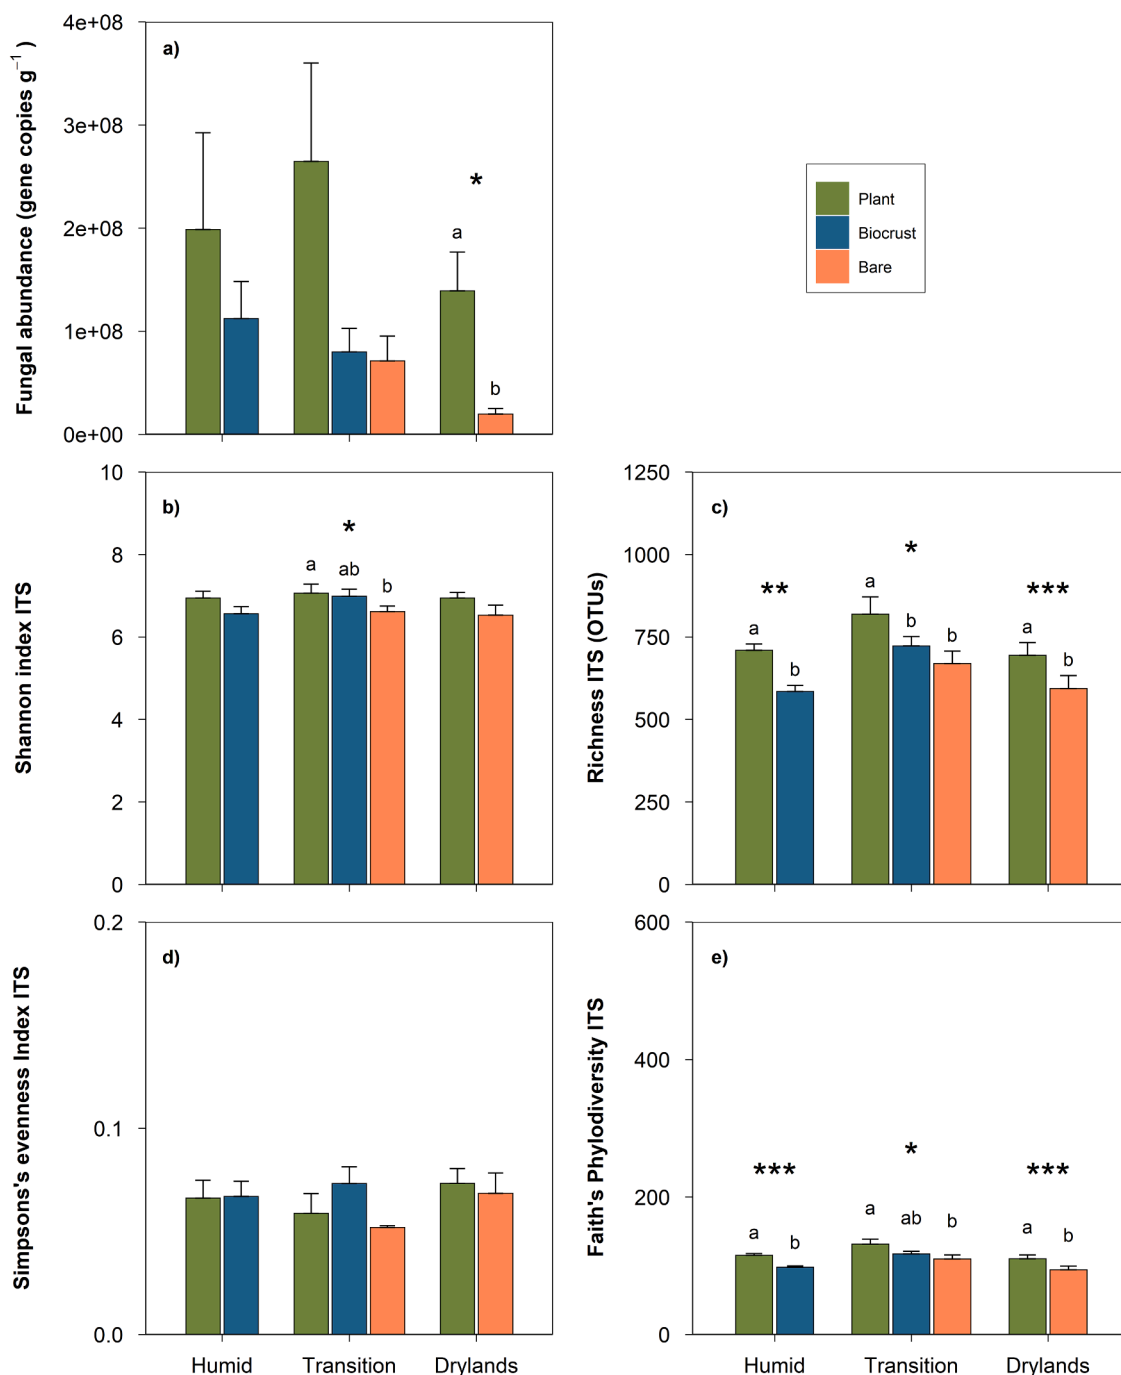 Fungal abundance (gene copies g⁻¹ )
4e+08
3e+08
2e+08
1e+08
0e+00
a)
*
a
b
Plant
Biocrust
Bare
Shannon index ITS
10
8
6
4
2
0
b)
*
a
ab
b
Richness ITS (OTUs)
1250
1000
750
500
250
0
c)
**
*
***
a
b
a
b
b
a
b
Simpsons's evenness Index ITS
0.2
0.1
0.0
d)
Humid
Transition
Drylands
Faith's Phylodiversity ITS
600
400
200
0
e)
***
*
***
a
b
a
ab
b
a
b
Humid
Transition
Drylands